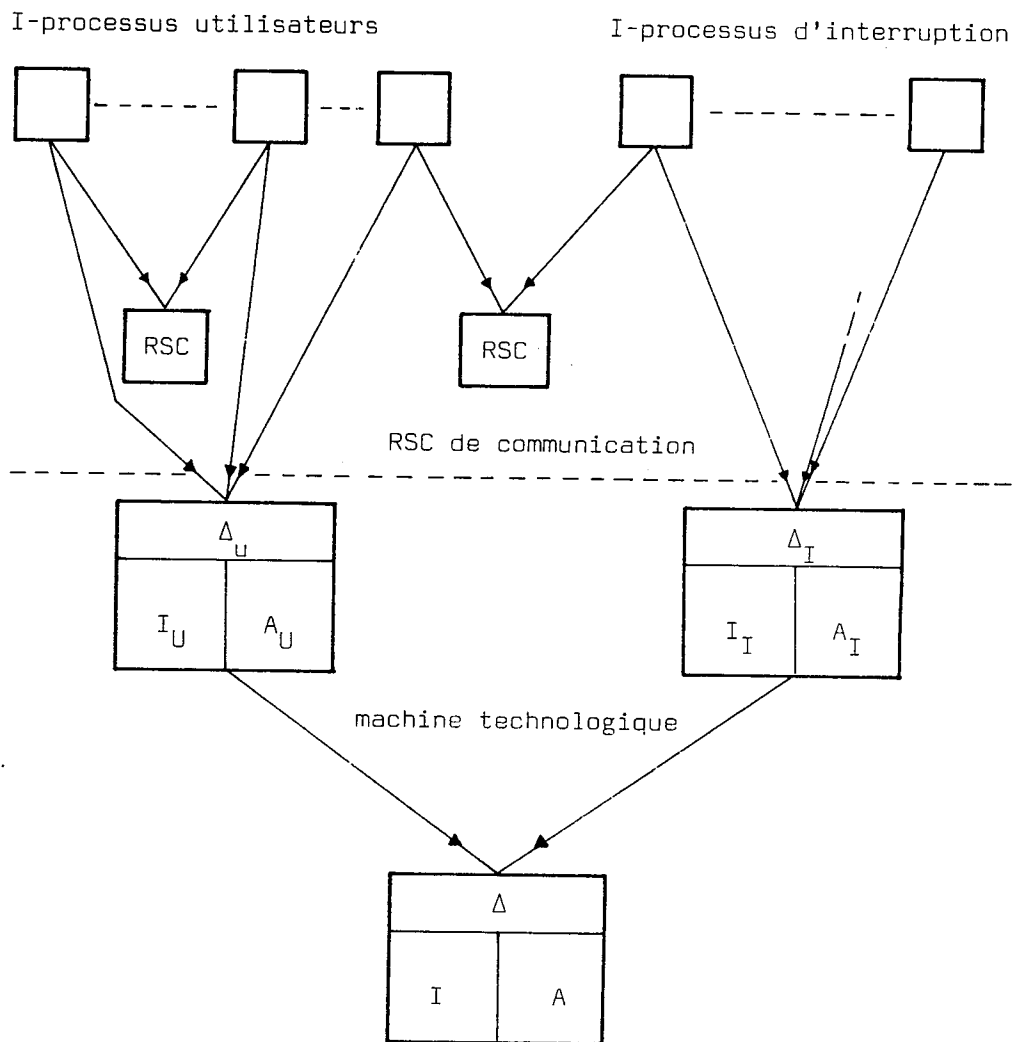 I-processus utilisateurs
I-processus d'interruption
RSC
RSC
RSC de communication
Δu
ΔI
IU
AU
II
AI
machine technologique
Δ
I
A